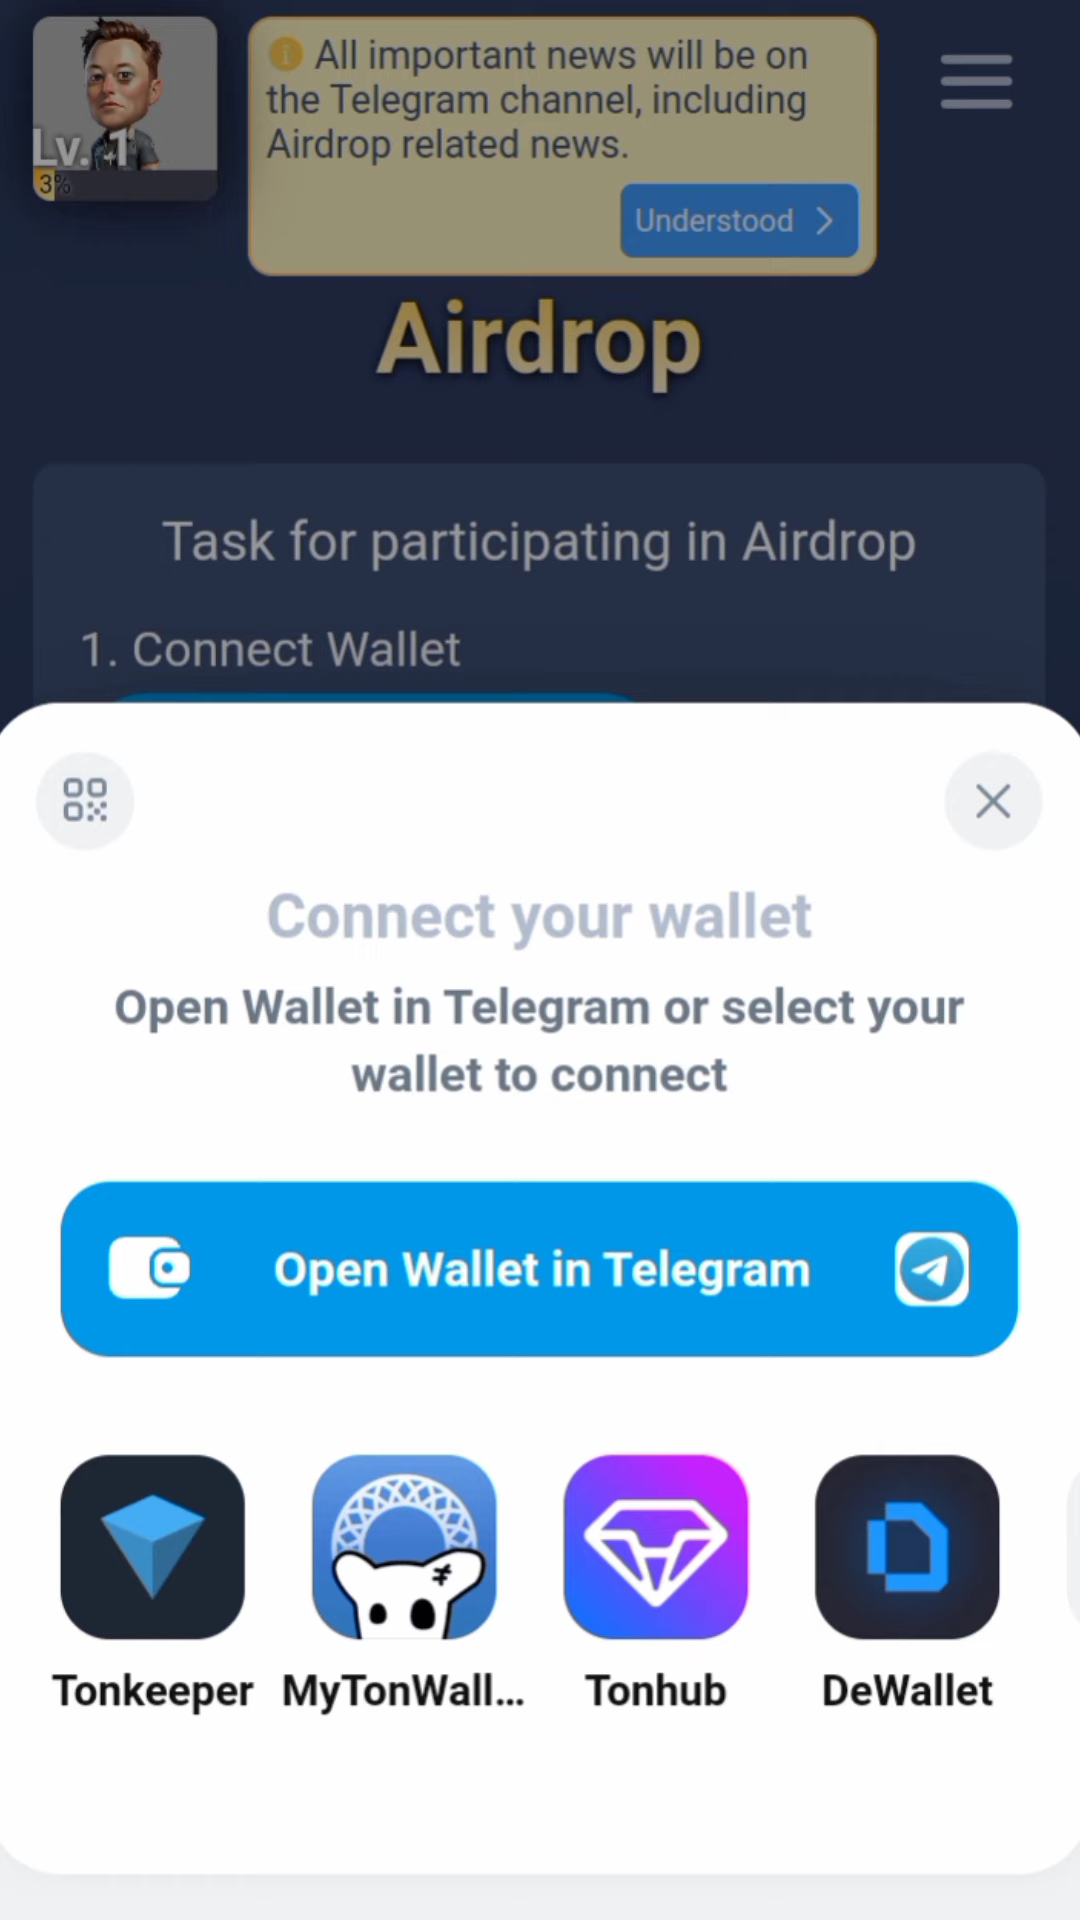 All important news will be on
the Telegram channel, including
Airdrop related news.
Understood
Lv. 1
3%
Airdrop
Task for participating in Airdrop
1. Connect Wallet
Connect your wallet
Open Wallet in Telegram or select your
wallet to connect
Open Wallet in Telegram
Tonkeeper
MyTonWall...
Tonhub
DeWallet